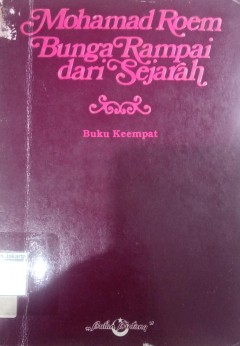 Mohamad Roem
Bunga Rampai
dari Sejarah
Buku Keempat
„Bulan Bintang"